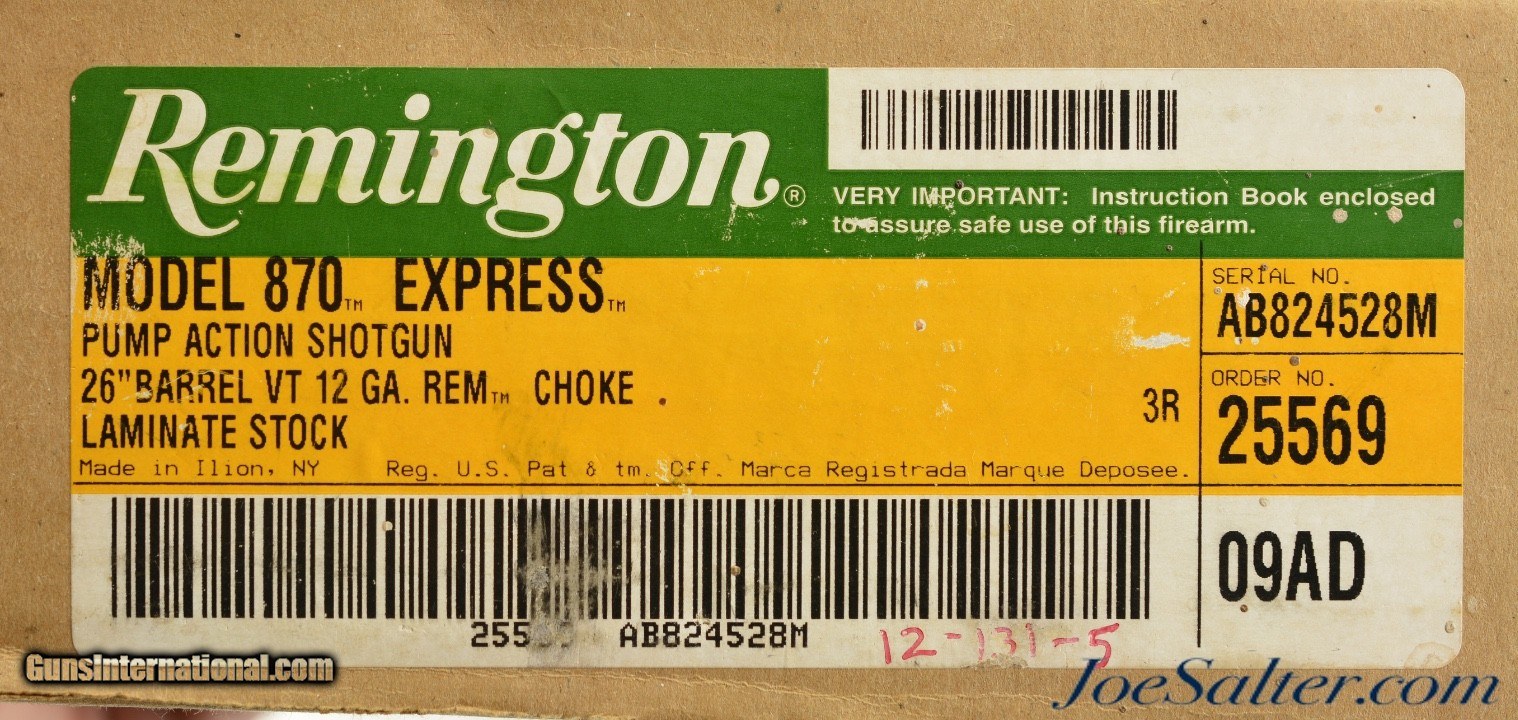 Remington®
VERY IMPORTANT: Instruction Book enclosed
to assure safe use of this firearm.
MODEL 870™ EXPRESS™
PUMP ACTION SHOTGUN
26" BARREL VT 12 GA. REM™ CHOKE
LAMINATE STOCK
3R
Made in Ilion, NY Reg. U.S. Pat & tm. Off. Marca Registrada Marque Deposee.
SERIAL NO.
AB824528M
ORDER NO.
25569
09AD
AB824528M
12-131-5
GunsInternational.com
JoeSalter.com